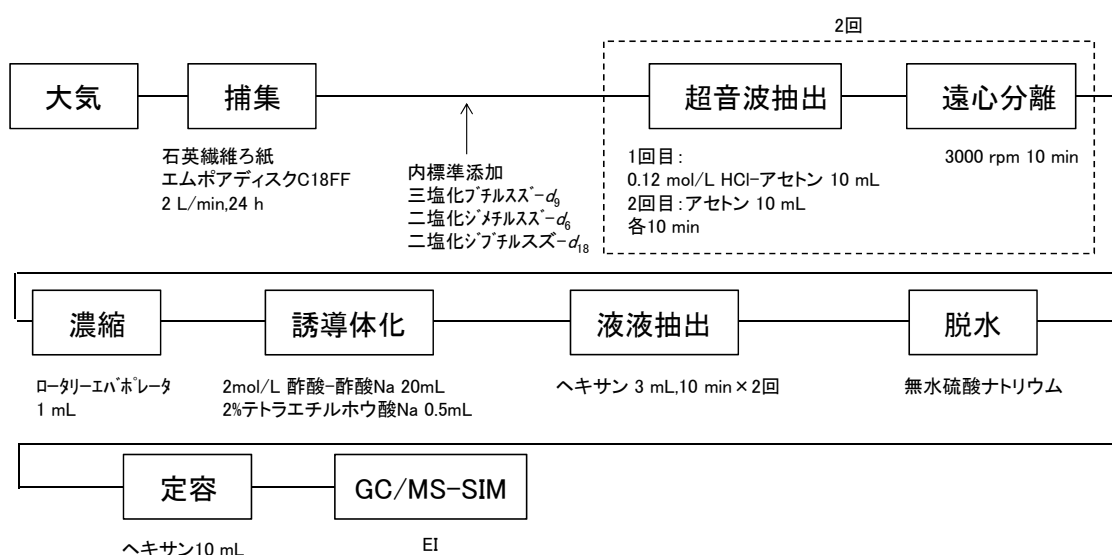 2回
大気
捕集
超音波抽出
遠心分離
石英繊維ろ紙
エムポアディスクC18FF
2 L/min,24 h
内標準添加
三塩化ﾌﾞﾁﾙｽｽﾞ-d9
二塩化ｼﾞﾒﾁﾙｽｽﾞ-d6
二塩化ｼﾞﾌﾞﾁﾙスズ-d18
1回目:
0.12 mol/L HCl-アセトン 10 mL
2回目:アセトン 10 mL
各10 min
3000 rpm 10 min
濃縮
誘導体化
液液抽出
脱水
ﾛｰﾀﾘｰｴﾊﾞﾎﾟﾚｰﾀ
1 mL
2mol/L 酢酸-酢酸Na 20mL
2%テトラエチルホウ酸Na 0.5mL
ヘキサン 3 mL,10 min×2回
無水硫酸ナトリウム
定容
GC/MS-SIM
ヘキサン10 mL
EI